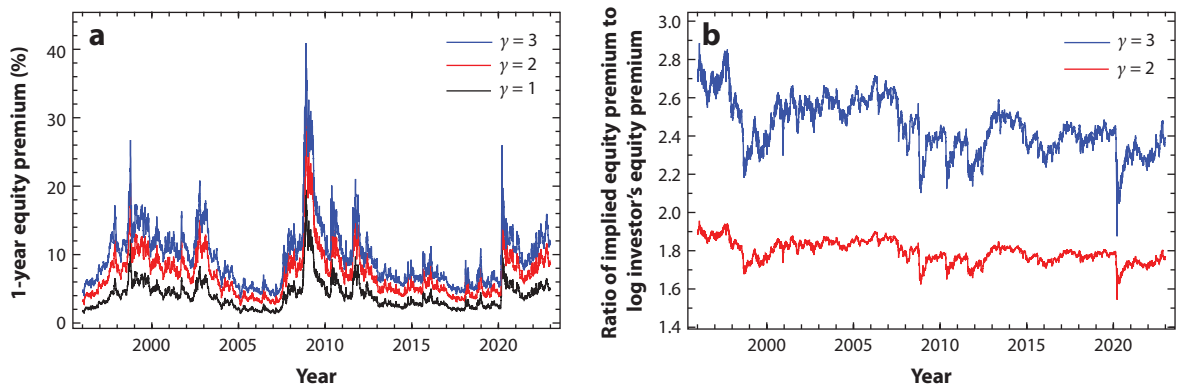 a
γ = 3
γ = 2
γ = 1
1-year equity premium (%)
40
30
20
10
0
2000 2005 2010 2015 2020
Year
b
γ = 3
γ = 2
Ratio of implied equity premium to
log investor's equity premium
3.0
2.8
2.6
2.4
2.2
2.0
1.8
1.6
1.4
2000 2005 2010 2015 2020
Year